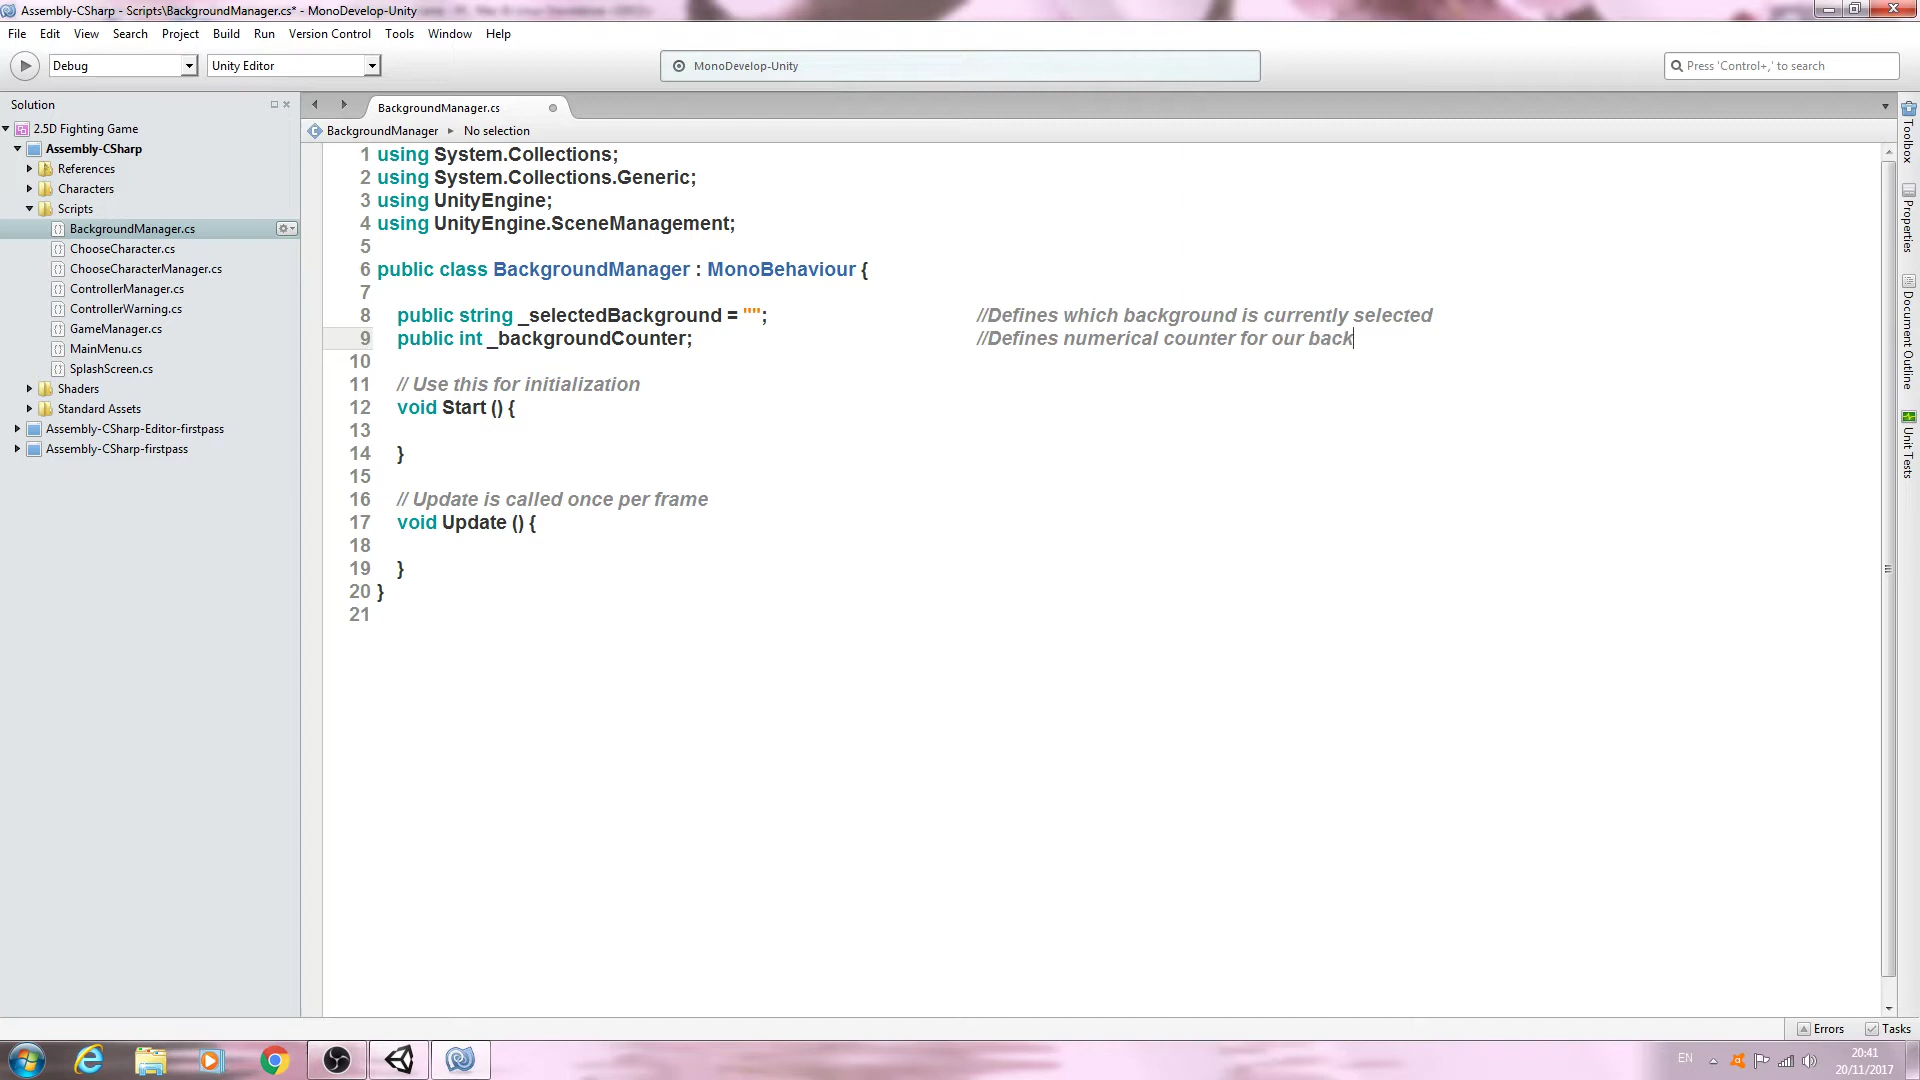 Assembly-CSharp - Scripts\BackgroundManager.cs* - MonoDevelop-Unity
File Edit View Search Project Build Run Version Control Tools Window Help
Debug Unity Editor MonoDevelop-Unity Press 'Control+,' to search
Solution
2.5D Fighting Game
Assembly-CSharp
References
Characters
Scripts
BackgroundManager.cs
ChooseCharacter.cs
ChooseCharacterManager.cs
ControllerManager.cs
ControllerWarning.cs
GameManager.cs
MainMenu.cs
SplashScreen.cs
Shaders
Standard Assets
Assembly-CSharp-Editor-firstpass
Assembly-CSharp-firstpass
BackgroundManager.cs
BackgroundManager No selection
1 using System.Collections;
2 using System.Collections.Generic;
3 using UnityEngine;
4 using UnityEngine.SceneManagement;
5
6 public class BackgroundManager : MonoBehaviour {
7
8 public string _selectedBackground = ""; //Defines which background is currently selected
9 public int _backgroundCounter; //Defines numerical counter for our back
10
11 // Use this for initialization
12 void Start () {
13
14 }
15
16 // Update is called once per frame
17 void Update () {
18
19 }
20 }
21
Toolbox
Properties
Document Outline
Unit Tests
Errors Tasks
EN 20:41
20/11/2017